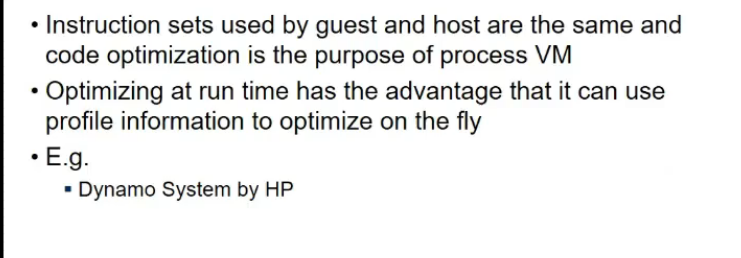 • Instruction sets used by guest and host are the same and
code optimization is the purpose of process VM
• Optimizing at run time has the advantage that it can use
profile information to optimize on the fly
• E.g.
▪ Dynamo System by HP